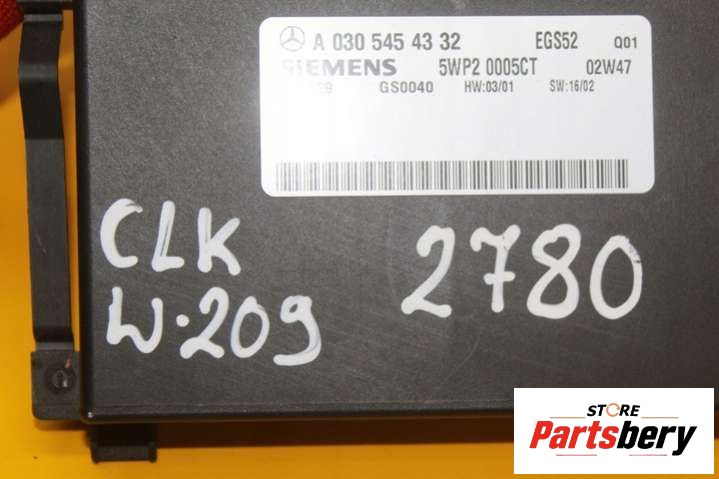 A 030 545 43 32 EGS52 Q01
SIEMENS 5WP2 0005CT 02W47
GS0040 HW:03/01 SW:16/02
CLK
W.209
2780
STORE
Partsbery